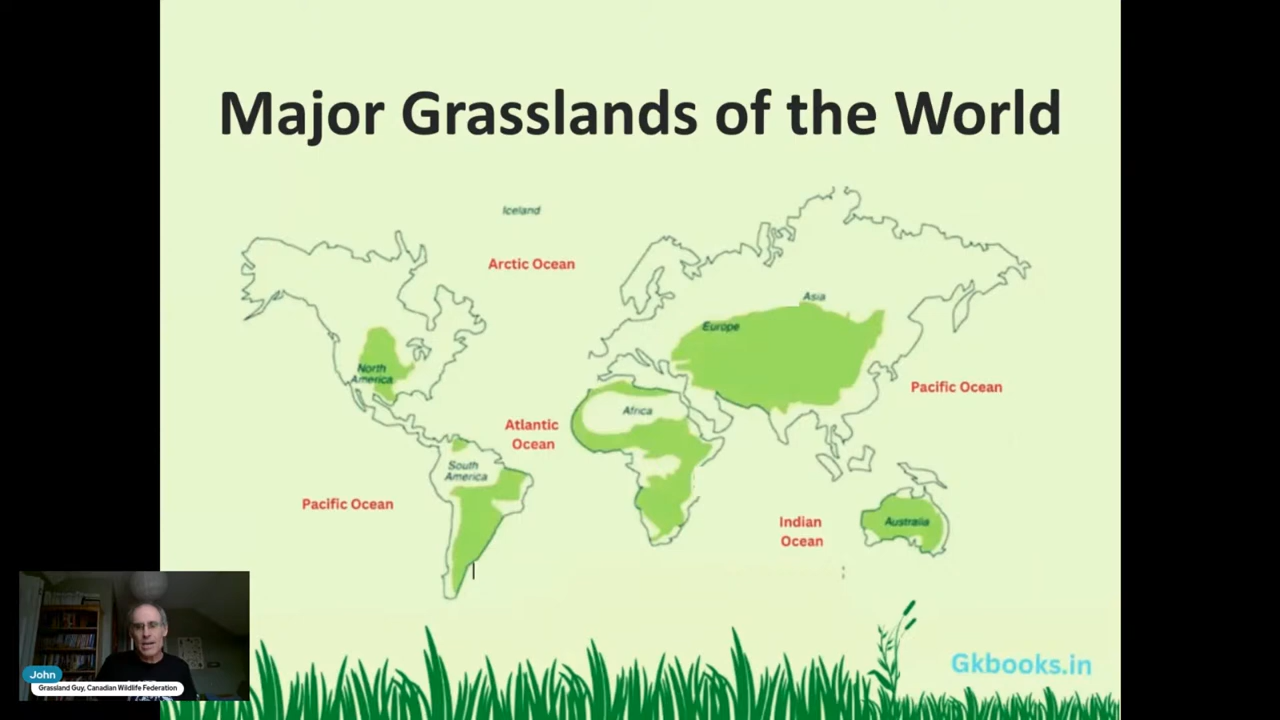 Major Grasslands of the World
Iceland
Arctic Ocean
Asia
Europe
North
America
Pacific Ocean
Africa
Atlantic
Ocean
South
America
Pacific Ocean
Indian
Ocean
Australia
Gkbooks.in
John
Grassland Guy, Canadian Wildlife Federation